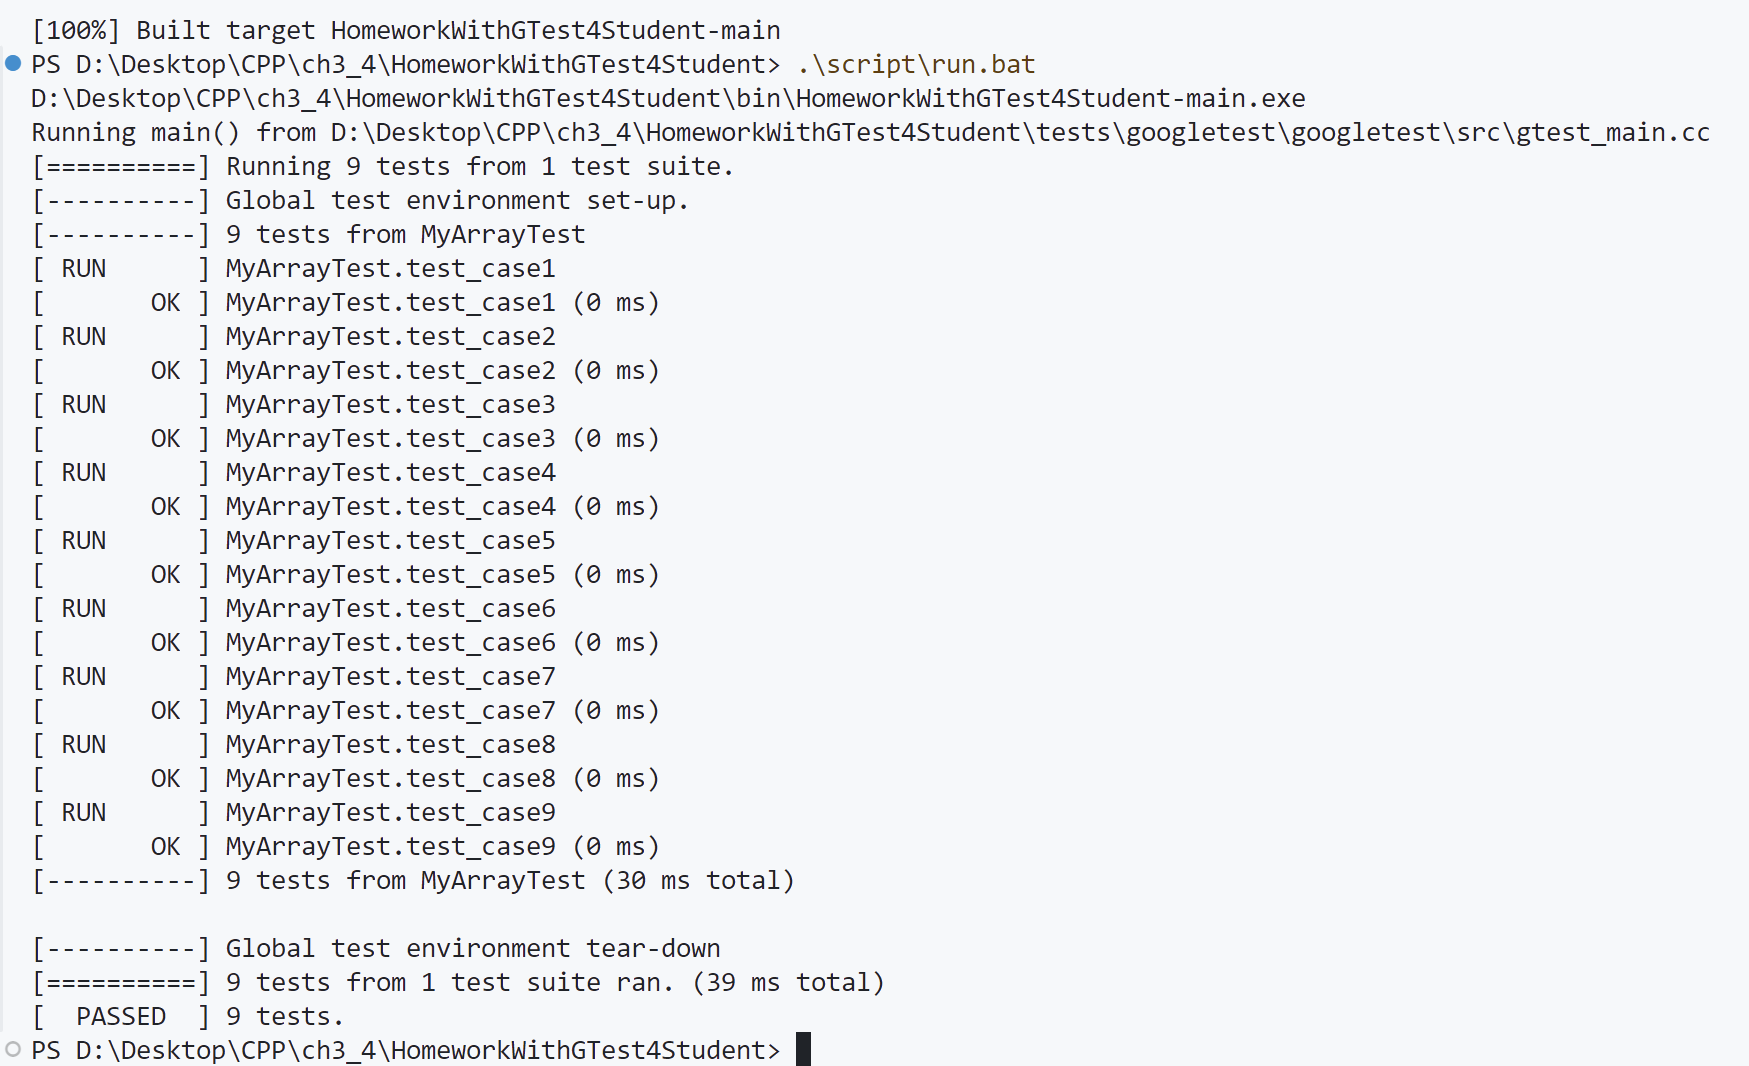 [100%] Built target HomeworkWithGTest4Student-main
PS D:\Desktop\CPP\ch3_4\HomeworkWithGTest4Student> .\script\run.bat
D:\Desktop\CPP\ch3_4\HomeworkWithGTest4Student\bin\HomeworkWithGTest4Student-main.exe
Running main() from D:\Desktop\CPP\ch3_4\HomeworkWithGTest4Student\tests\googletest\googletest\src\gtest_main.cc
[==========] Running 9 tests from 1 test suite.
[----------] Global test environment set-up.
[----------] 9 tests from MyArrayTest
[ RUN      ] MyArrayTest.test_case1
[       OK ] MyArrayTest.test_case1 (0 ms)
[ RUN      ] MyArrayTest.test_case2
[       OK ] MyArrayTest.test_case2 (0 ms)
[ RUN      ] MyArrayTest.test_case3
[       OK ] MyArrayTest.test_case3 (0 ms)
[ RUN      ] MyArrayTest.test_case4
[       OK ] MyArrayTest.test_case4 (0 ms)
[ RUN      ] MyArrayTest.test_case5
[       OK ] MyArrayTest.test_case5 (0 ms)
[ RUN      ] MyArrayTest.test_case6
[       OK ] MyArrayTest.test_case6 (0 ms)
[ RUN      ] MyArrayTest.test_case7
[       OK ] MyArrayTest.test_case7 (0 ms)
[ RUN      ] MyArrayTest.test_case8
[       OK ] MyArrayTest.test_case8 (0 ms)
[ RUN      ] MyArrayTest.test_case9
[       OK ] MyArrayTest.test_case9 (0 ms)
[----------] 9 tests from MyArrayTest (30 ms total)

[----------] Global test environment tear-down
[==========] 9 tests from 1 test suite ran. (39 ms total)
[  PASSED  ] 9 tests.
PS D:\Desktop\CPP\ch3_4\HomeworkWithGTest4Student>